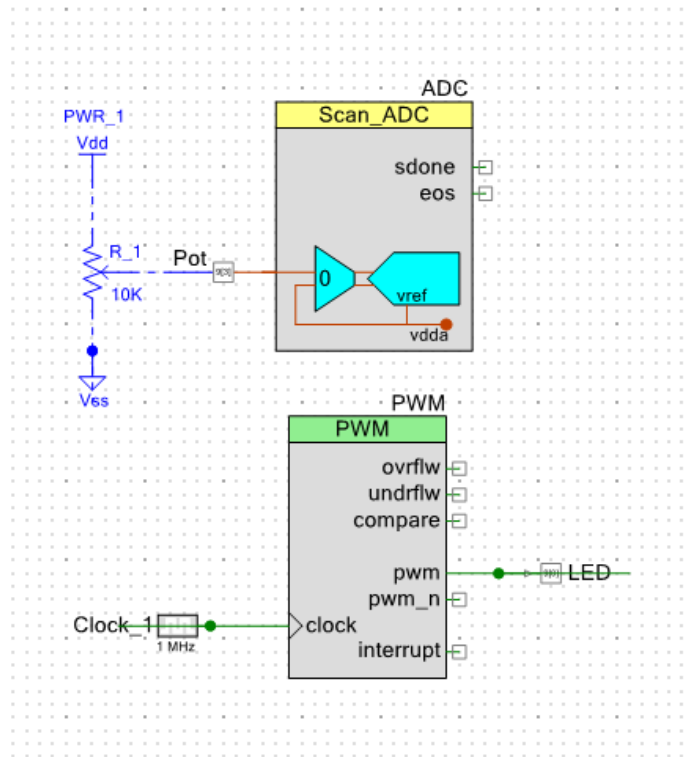 ADC
Scan_ADC
PWR_1
Vdd
sdone
eos
R_1
Pot
0
10K
vref
vdda
Vss
PWM
PWM
ovrflw
undrflw
compare
pwm
LED
pwm_n
Clock_1
clock
1 MHz
interrupt